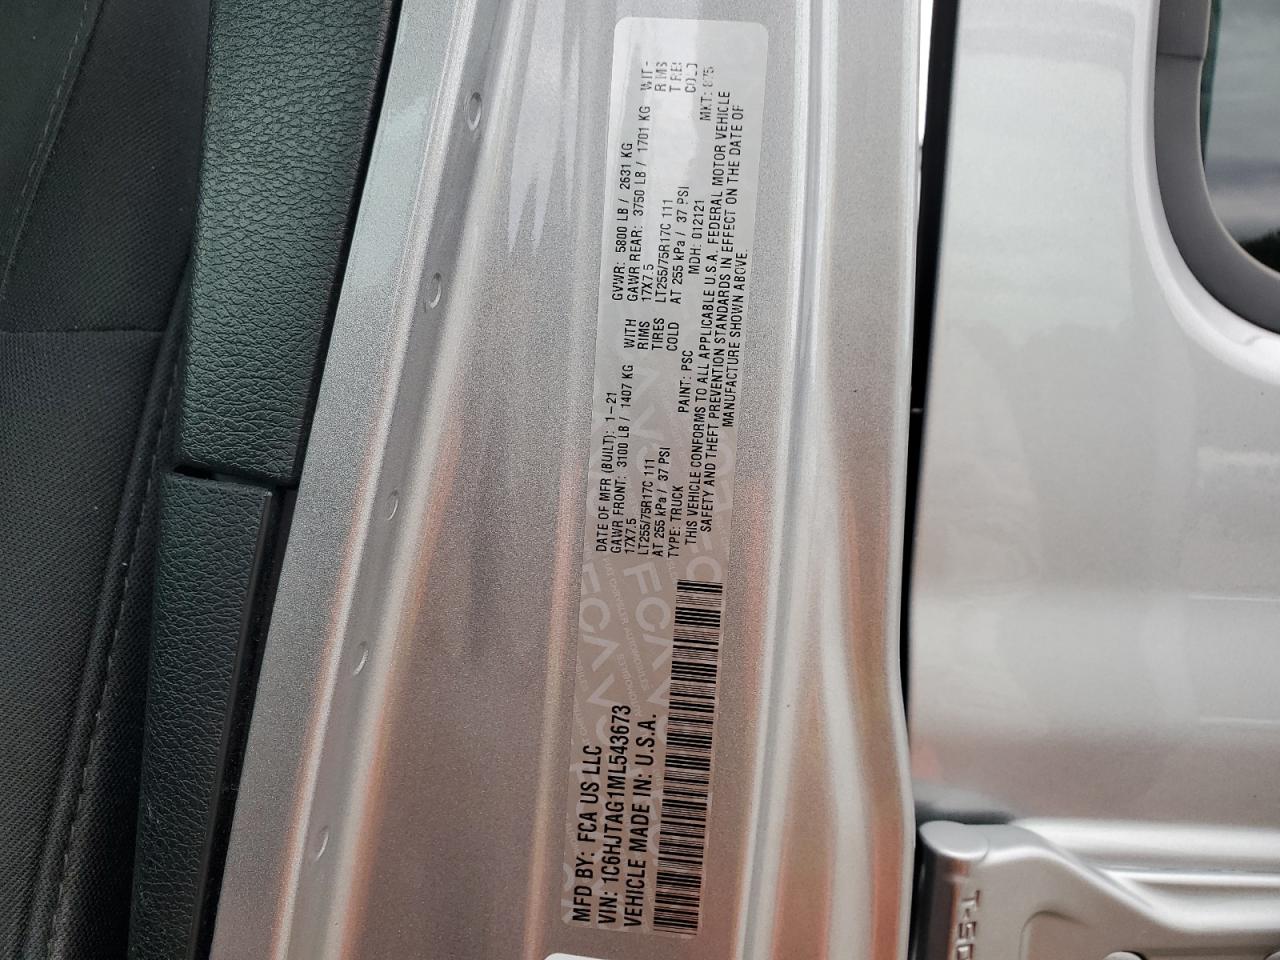 MFD BY: FCA US LLC
VIN: 1C6HJTAG1ML543673
VEHICLE MADE IN: U.S.A.
DATE OF MFR (BUILT): 1-21 GVWR: 5800 LB / 2631 KG
GAWR FRONT: 3100 LB / 1407 KG WITH GAWR REAR: 3750 LB / 1701 KG
17X7.5 RIMS 17X7.5 RIMS
LT255/75R17C 111 TIRES LT255/75R17C 111
AT 255 kPa / 37 PSI COLD AT 255 kPa / 37 PSI COLD
TYPE: TRUCK PAINT: PSC MDH: 012121 MKT:
THIS VEHICLE CONFORMS TO ALL APPLICABLE U.S.A. FEDERAL MOTOR VEHICLE
SAFETY AND THEFT PREVENTION STANDARDS IN EFFECT ON THE DATE OF
MANUFACTURE SHOWN ABOVE.
FCA
T-50